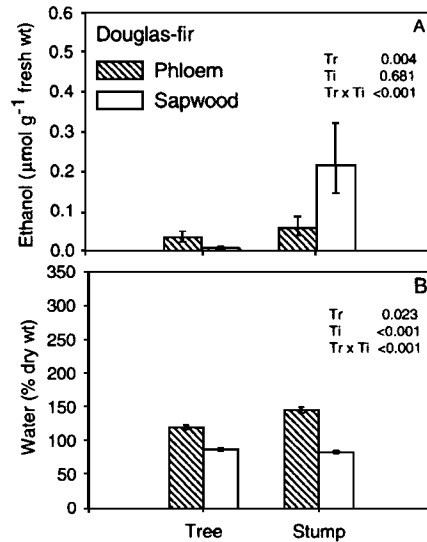 A
Douglas-fir
Phloem
Sapwood
Tr 0.004
Ti 0.681
Tr x Ti <0.001
Ethanol (μmol g⁻¹ fresh wt)
0.6
0.5
0.4
0.3
0.2
0.1
0.0
B
Tr 0.023
Ti <0.001
Tr x Ti <0.001
Water (% dry wt)
350
300
250
200
150
100
50
0
Tree Stump